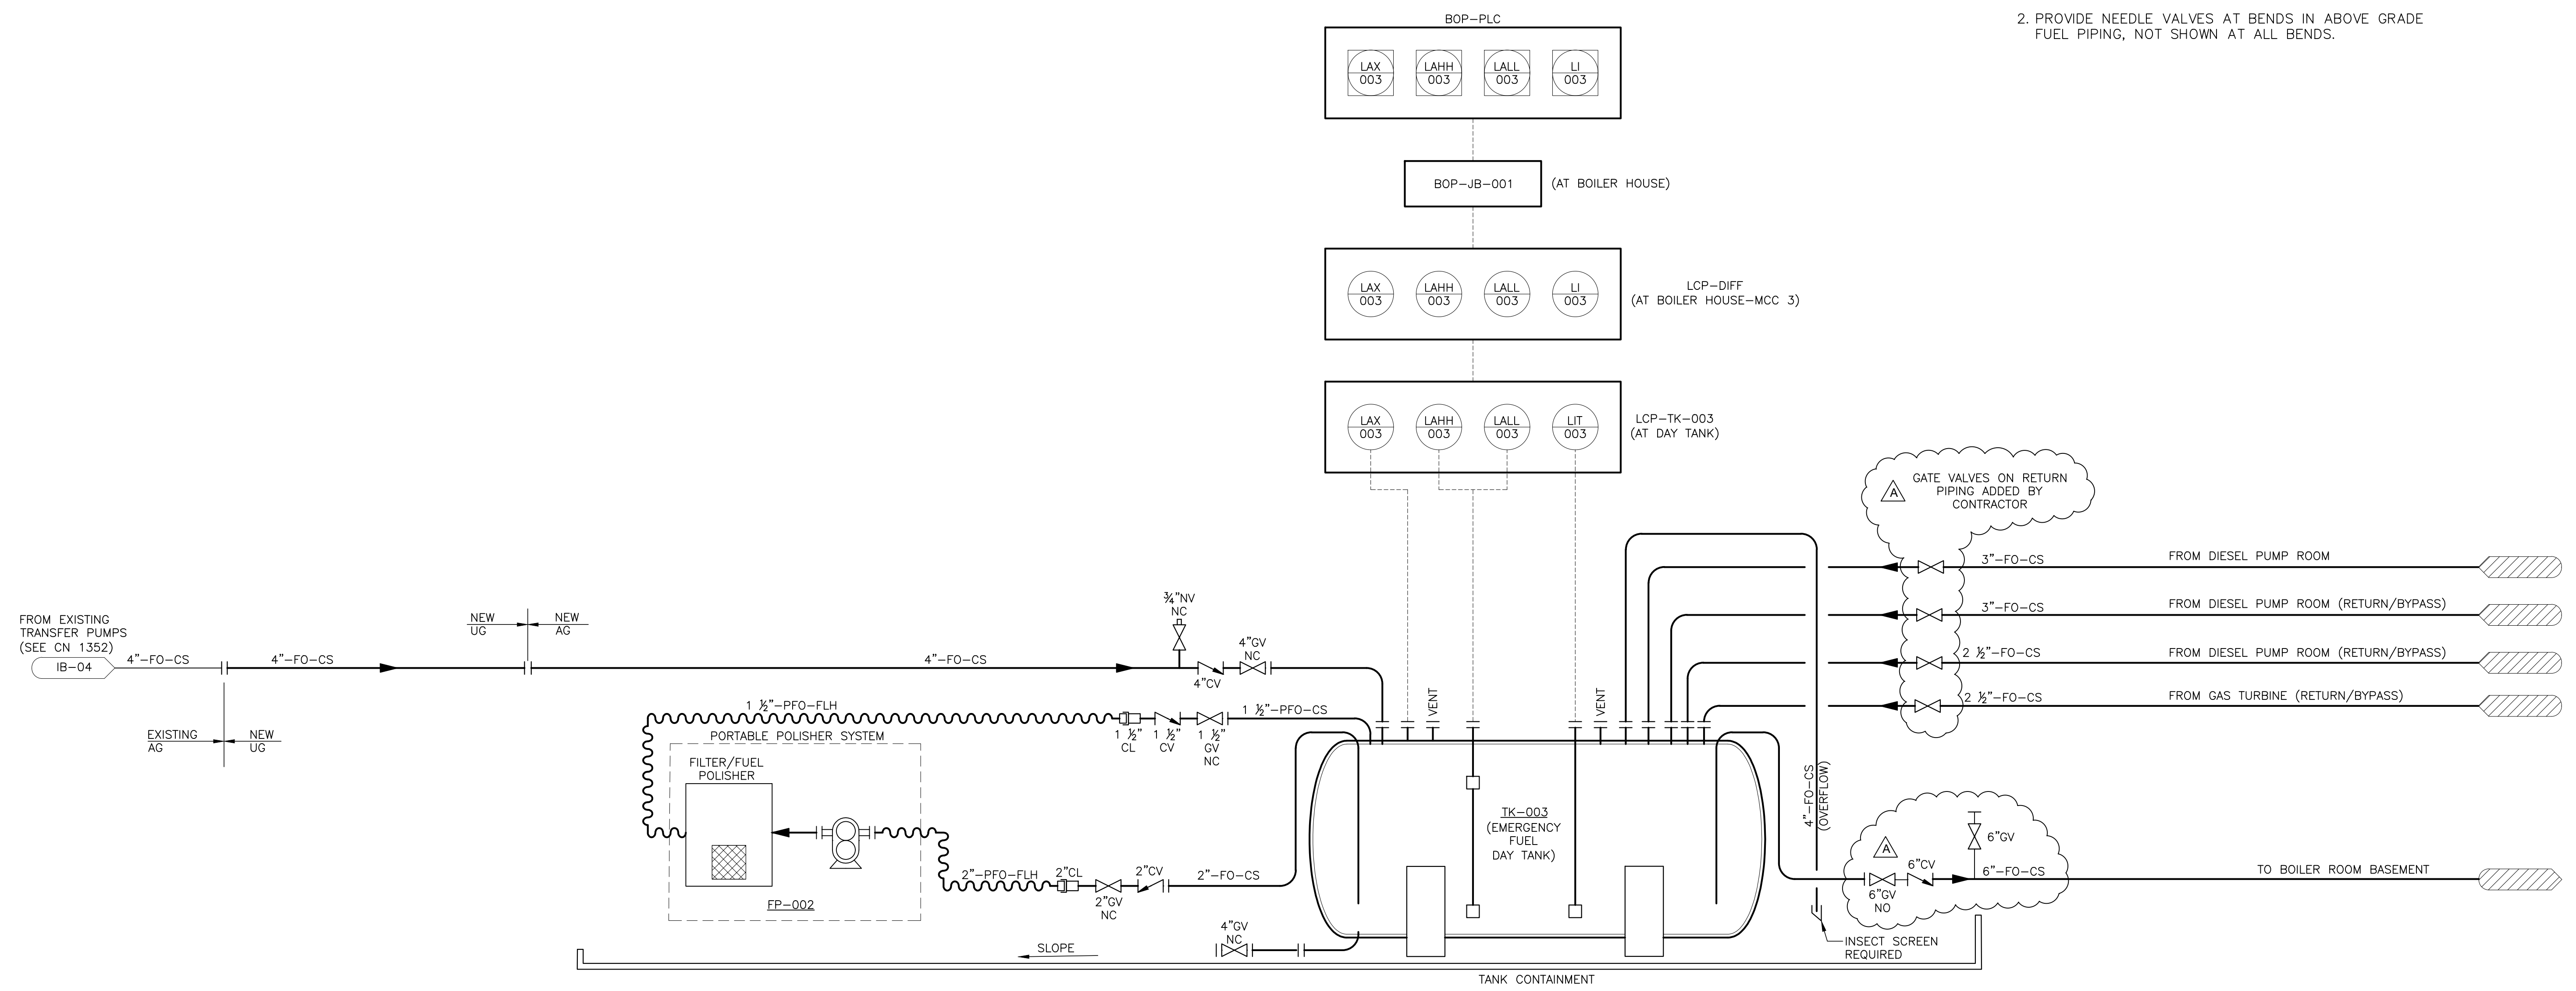 BOP-PLC
2. PROVIDE NEEDLE VALVES AT BENDS IN ABOVE GRADE
FUEL PIPING, NOT SHOWN AT ALL BENDS.
LAX
003
LAHH
003
LALL
003
LI
003
BOP-JB-001
(AT BOILER HOUSE)
LAX
003
LAHH
003
LALL
003
LI
003
LCP-DIFF
(AT BOILER HOUSE-MCC 3)
LAX
003
LAHH
003
LALL
003
LIT
003
LCP-TK-003
(AT DAY TANK)
A
GATE VALVES ON RETURN
PIPING ADDED BY
CONTRACTOR
3"-FO-CS
FROM DIESEL PUMP ROOM
3"-FO-CS
FROM DIESEL PUMP ROOM (RETURN/BYPASS)
2 ½"-FO-CS
FROM DIESEL PUMP ROOM (RETURN/BYPASS)
2 ½"-FO-CS
FROM GAS TURBINE (RETURN/BYPASS)
FROM EXISTING
TRANSFER PUMPS
(SEE CN 1352)
IB-04
4"-FO-CS
4"-FO-CS
NEW
UG
NEW
AG
4"-FO-CS
¾"NV
NC
4"CV
4"GV
NC
EXISTING
AG
NEW
UG
1 ½"-PFO-FLH
1 ½"
CL
1 ½"
CV
1 ½"
GV
NC
1 ½"-PFO-CS
VENT
VENT
PORTABLE POLISHER SYSTEM
FILTER/FUEL
POLISHER
FP-002
2"-PFO-FLH
2"CL
2"GV
NC
2"CV
2"-FO-CS
TK-003
(EMERGENCY
FUEL
DAY TANK)
4"-FO-CS
(OVERFLOW)
A
6"GV
NO
6"CV
6"GV
6"-FO-CS
TO BOILER ROOM BASEMENT
4"GV
NC
SLOPE
INSECT SCREEN
REQUIRED
TANK CONTAINMENT